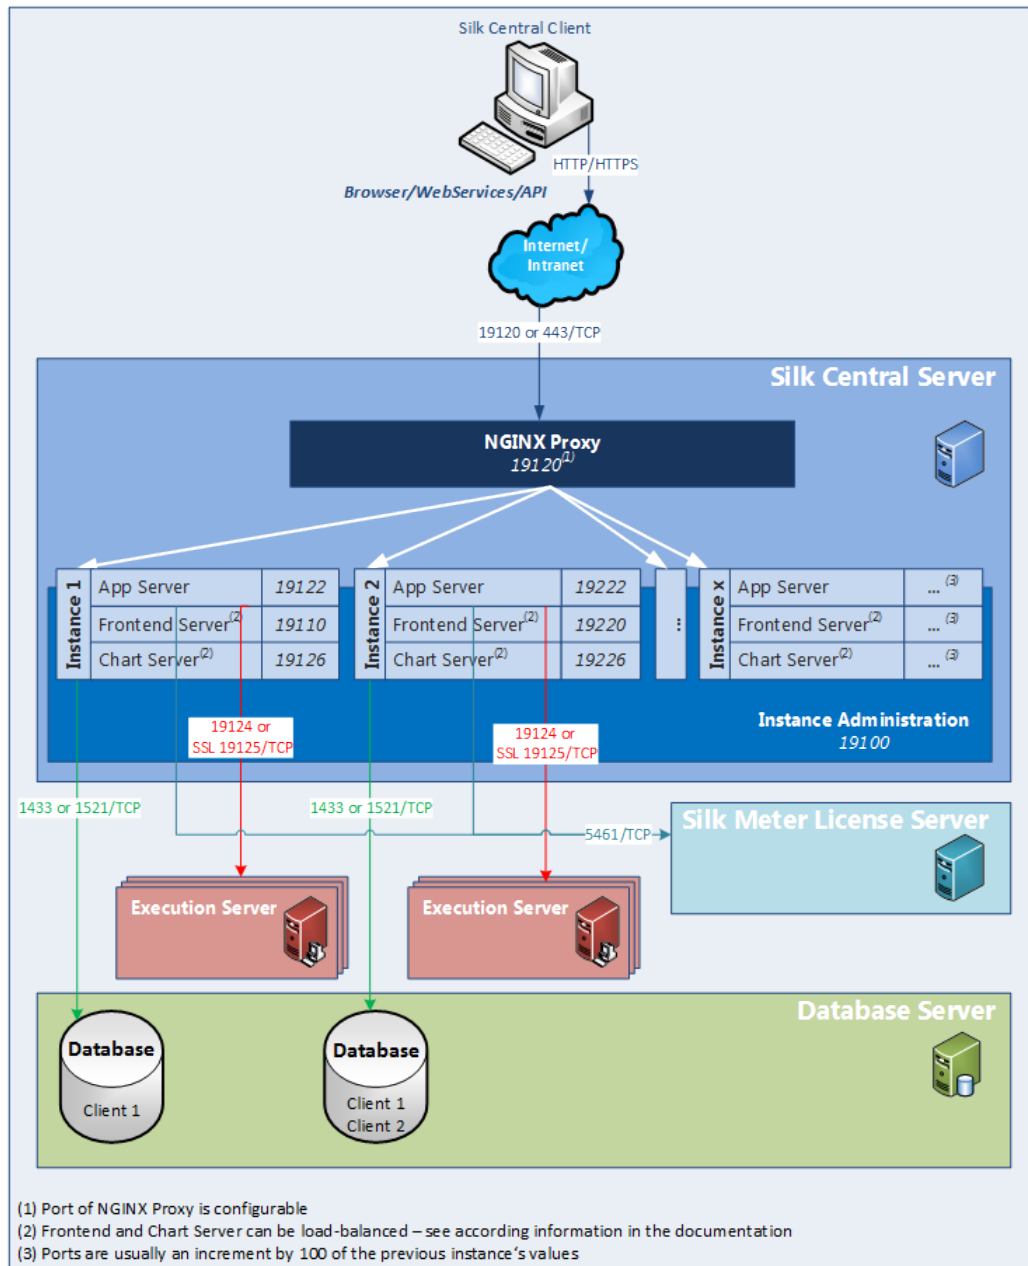 Silk Central Client
HTTP/HTTPS
Browser/WebServices/API
Internet/
Intranet
19120 or 443/TCP
Silk Central Server
NGINX Proxy
19120(1)
Instance 1
App Server 19122
Frontend Server(2) 19110
Chart Server(2) 19126
Instance 2
App Server 19222
Frontend Server(2) 19220
Chart Server(2) 19226
...
Instance x
App Server ... (3)
Frontend Server(2) ... (3)
Chart Server(2) ... (3)
Instance Administration
19100
19124 or
SSL 19125/TCP
19124 or
SSL 19125/TCP
1433 or 1521/TCP
1433 or 1521/TCP
5461/TCP
Silk Meter License Server
Execution Server
Execution Server
Database Server
Database
Client 1
Database
Client 1
Client 2
(1) Port of NGINX Proxy is configurable
(2) Frontend and Chart Server can be load-balanced – see according information in the documentation
(3) Ports are usually an increment by 100 of the previous instance's values